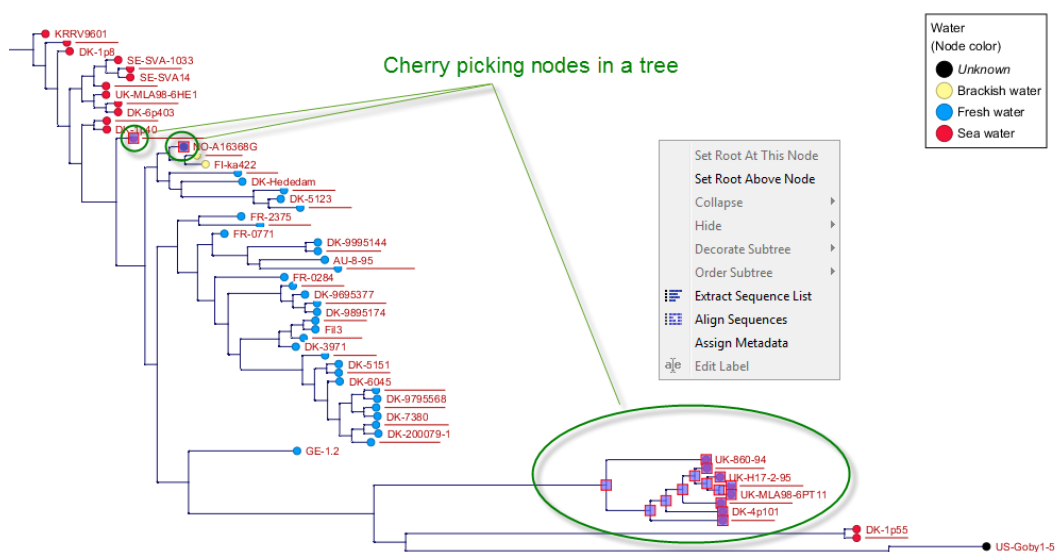 KRRV9601
DK-1p8
SE-SVA-1033
SE-SVA14
UK-MLA98-6HE1
DK-6p403
DK-1p40
NO-A16368G
FI-ka422
DK-Hededam
DK-5123
FR-2375
FR-0771
DK-9995144
AU-8-95
FR-0284
DK-9695377
DK-9895174
Fil3
DK-3971
DK-5151
DK-6045
DK-9795568
DK-7380
DK-200079-1
GE-1.2
UK-860-94
UK-H17-2-95
UK-MLA98-6PT11
DK-4p101
DK-1p55
US-Goby1-5
Cherry picking nodes in a tree
Water
(Node color)
Unknown
Brackish water
Fresh water
Sea water
Set Root At This Node
Set Root Above Node
Collapse
Hide
Decorate Subtree
Order Subtree
Extract Sequence List
Align Sequences
Assign Metadata
Edit Label